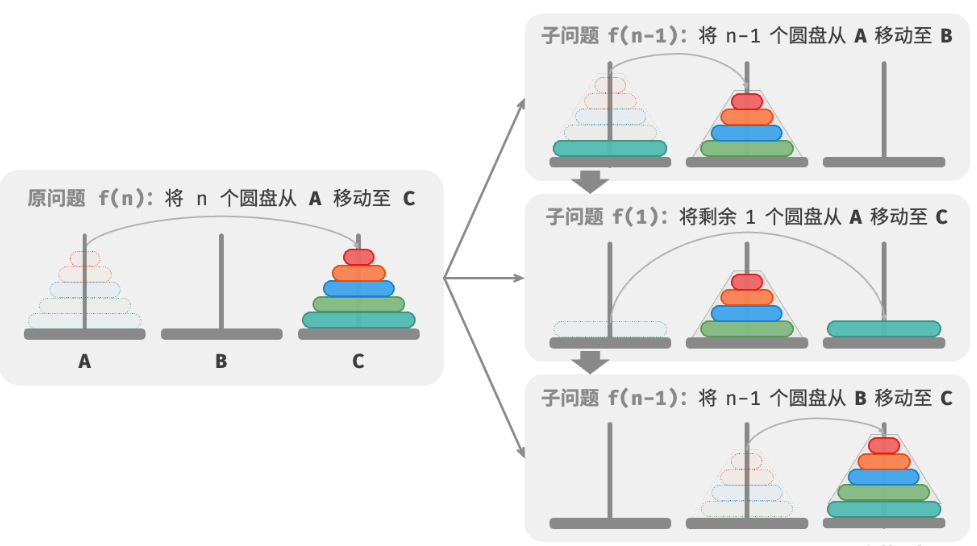 原问题 f(n)：将 n 个圆盘从 A 移动至 C
A B C
子问题 f(n-1)：将 n-1 个圆盘从 A 移动至 B
子问题 f(1)：将剩余 1 个圆盘从 A 移动至 C
子问题 f(n-1)：将 n-1 个圆盘从 B 移动至 C